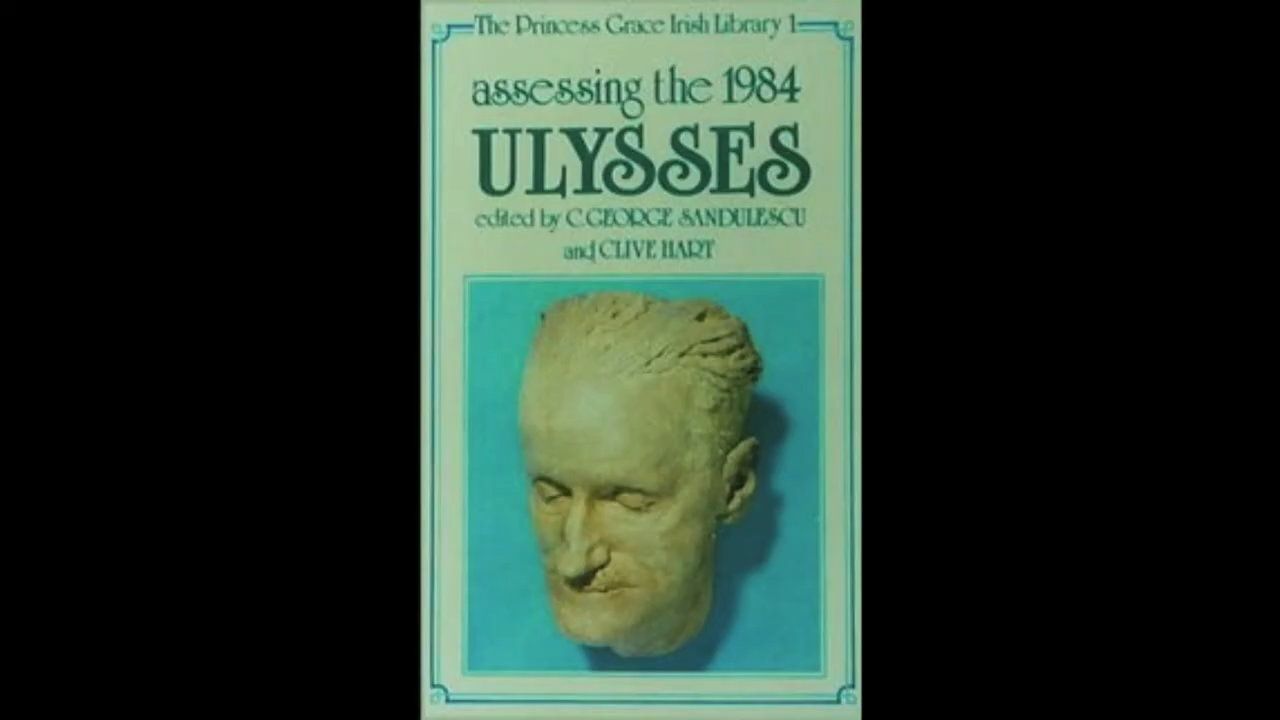 The Princess Grace Irish Library 1
assessing the 1984
ULYSSES
edited by C.GEORGE SANDULESCU
and CLIVE HART